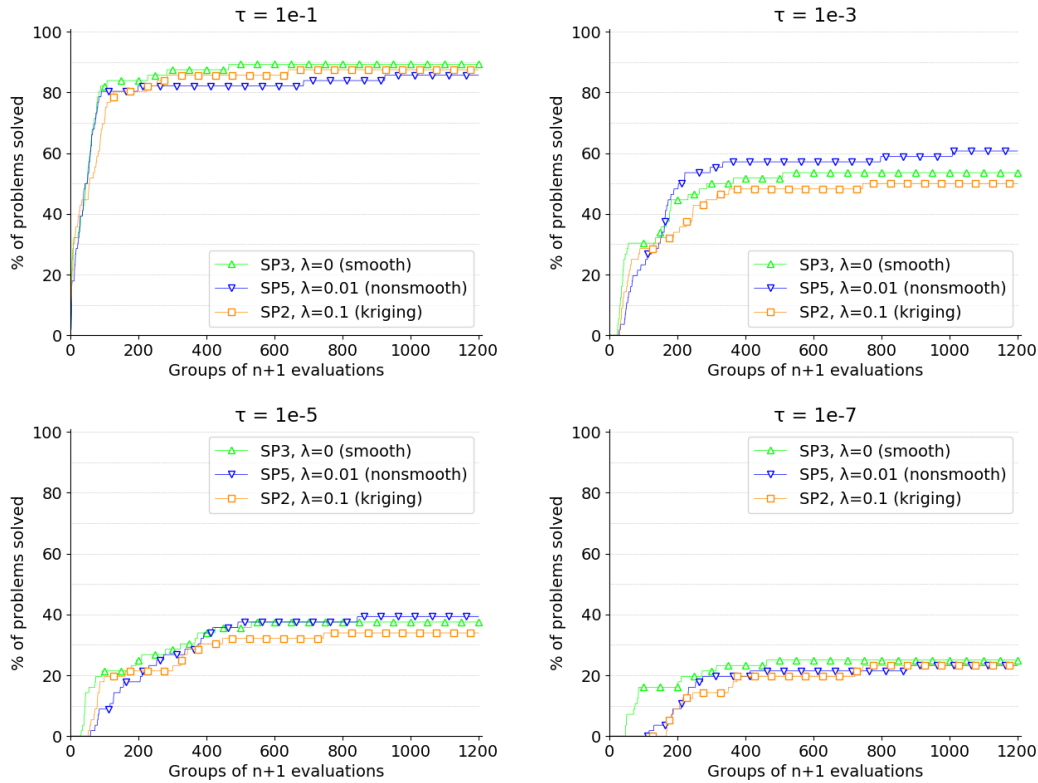 τ = 1e-1
100
80
60
40
20
0
% of problems solved
SP3, λ=0 (smooth)
SP5, λ=0.01 (nonsmooth)
SP2, λ=0.1 (kriging)
0 200 400 600 800 1000 1200
Groups of n+1 evaluations
τ = 1e-3
100
80
60
40
20
0
% of problems solved
SP3, λ=0 (smooth)
SP5, λ=0.01 (nonsmooth)
SP2, λ=0.1 (kriging)
0 200 400 600 800 1000 1200
Groups of n+1 evaluations
τ = 1e-5
100
80
60
40
20
0
% of problems solved
SP3, λ=0 (smooth)
SP5, λ=0.01 (nonsmooth)
SP2, λ=0.1 (kriging)
0 200 400 600 800 1000 1200
Groups of n+1 evaluations
τ = 1e-7
100
80
60
40
20
0
% of problems solved
SP3, λ=0 (smooth)
SP5, λ=0.01 (nonsmooth)
SP2, λ=0.1 (kriging)
0 200 400 600 800 1000 1200
Groups of n+1 evaluations